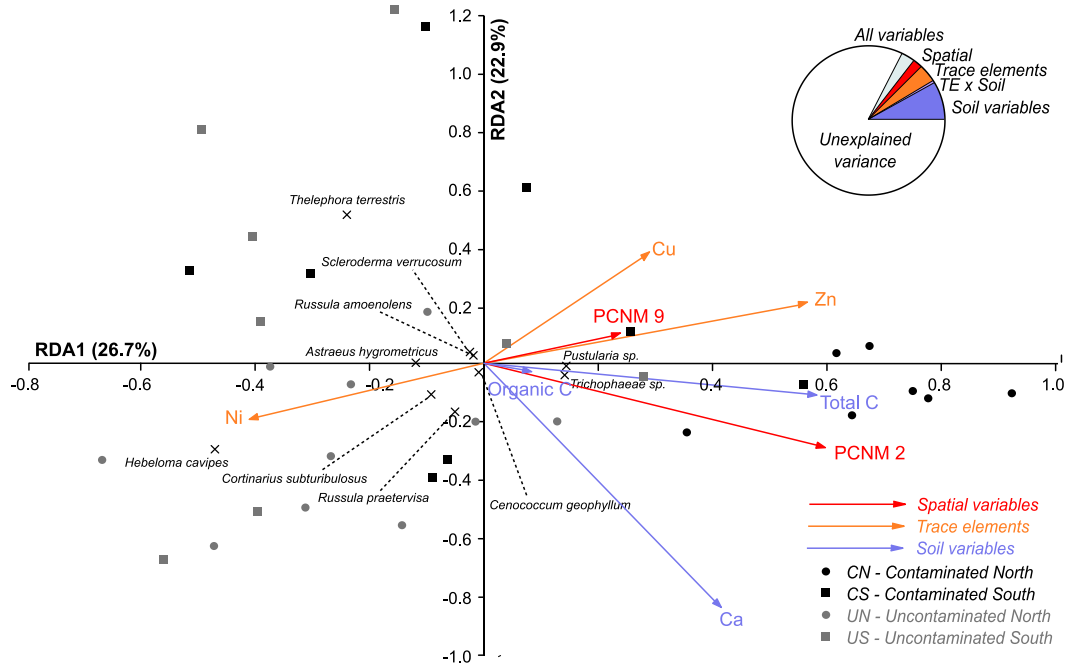 1.2
RDA2 (22.9%)
1.0
0.8
0.6
0.4
0.2
All variables
Spatial
Trace elements
TE x Soil
Soil variables
Unexplained
variance
Thelephora terrestris
Scleroderma verrucosum
Russula amoenolens
Astraeus hygrometricus
Cu
Zn
PCNM 9
RDA1 (26.7%)
Pustularia sp.
Trichophaeae sp.
-0.8
-0.6
-0.4
-0.2
0.2
0.4
0.6
0.8
1.0
Organic C
Total C
Ni
-0.2
PCNM 2
Hebeloma cavipes
Cortinarius subturibulosus
Russula praetervisa
Cenococcum geophyllum
-0.4
-0.6
-0.8
-1.0
Ca
Spatial variables
Trace elements
Soil variables
CN - Contaminated North
CS - Contaminated South
UN - Uncontaminated North
US - Uncontaminated South